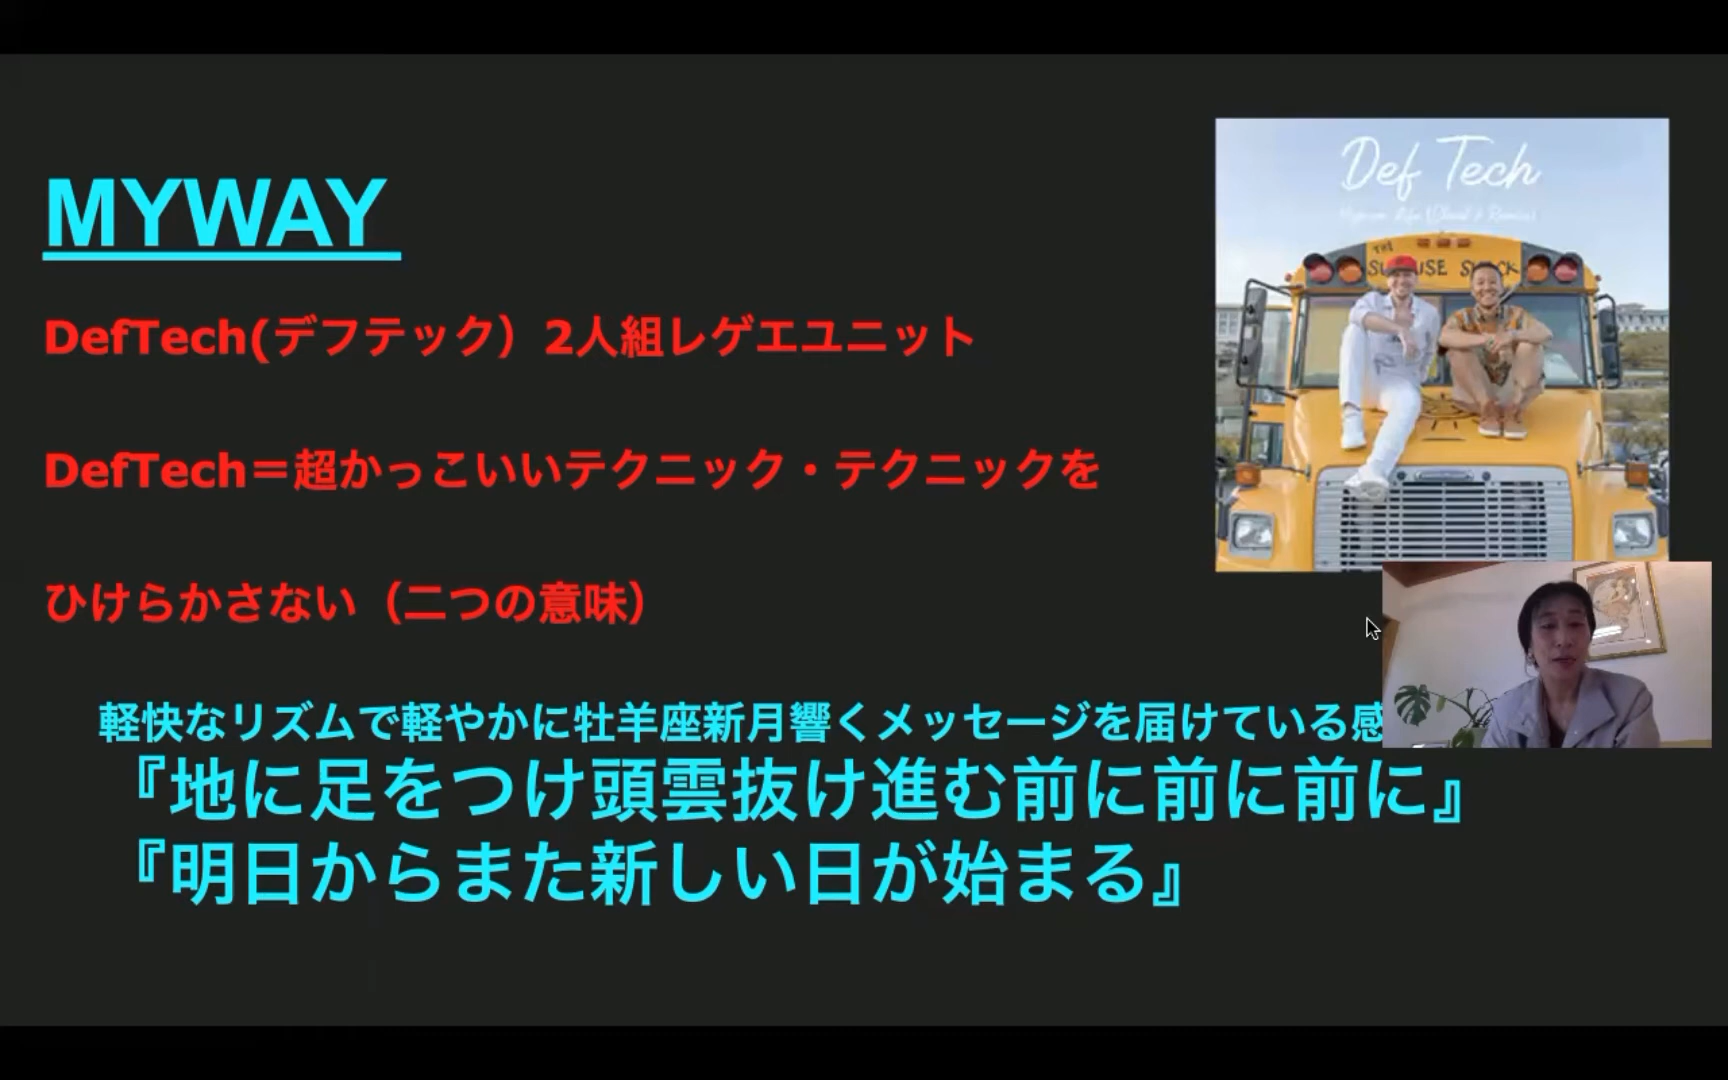 MYWAY
DefTech(デフテック）2人組レゲエユニット
DefTech＝超かっこいいテクニック・テクニックを
ひけらかさない（二つの意味）
軽快なリズムで軽やかに牡羊座新月響くメッセージを届けている感
『地に足をつけ頭雲抜け進む前に前に前に』
『明日からまた新しい日が始まる』
Def Tech
THE